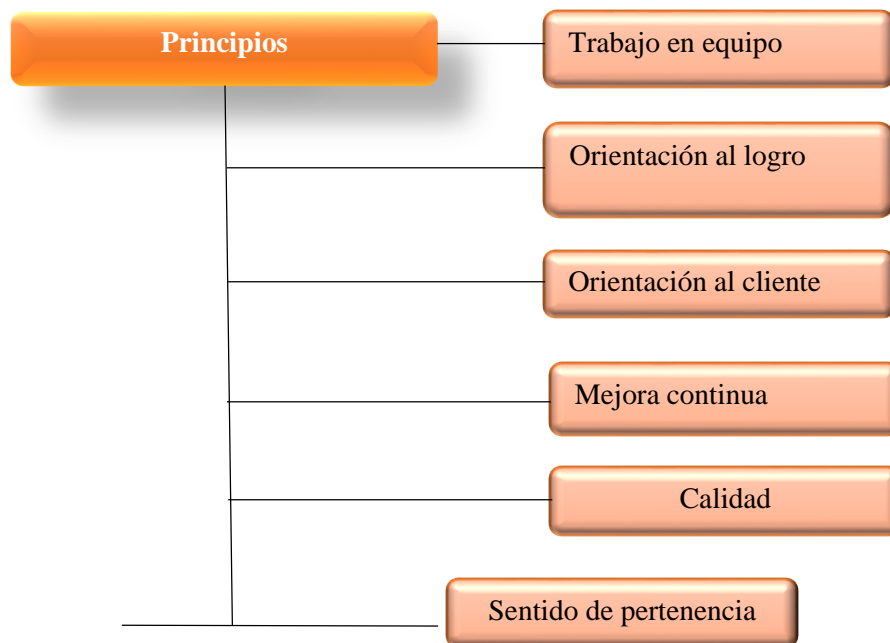 Principios
Trabajo en equipo
Orientación al logro
Orientación al cliente
Mejora continua
Calidad
Sentido de pertenencia